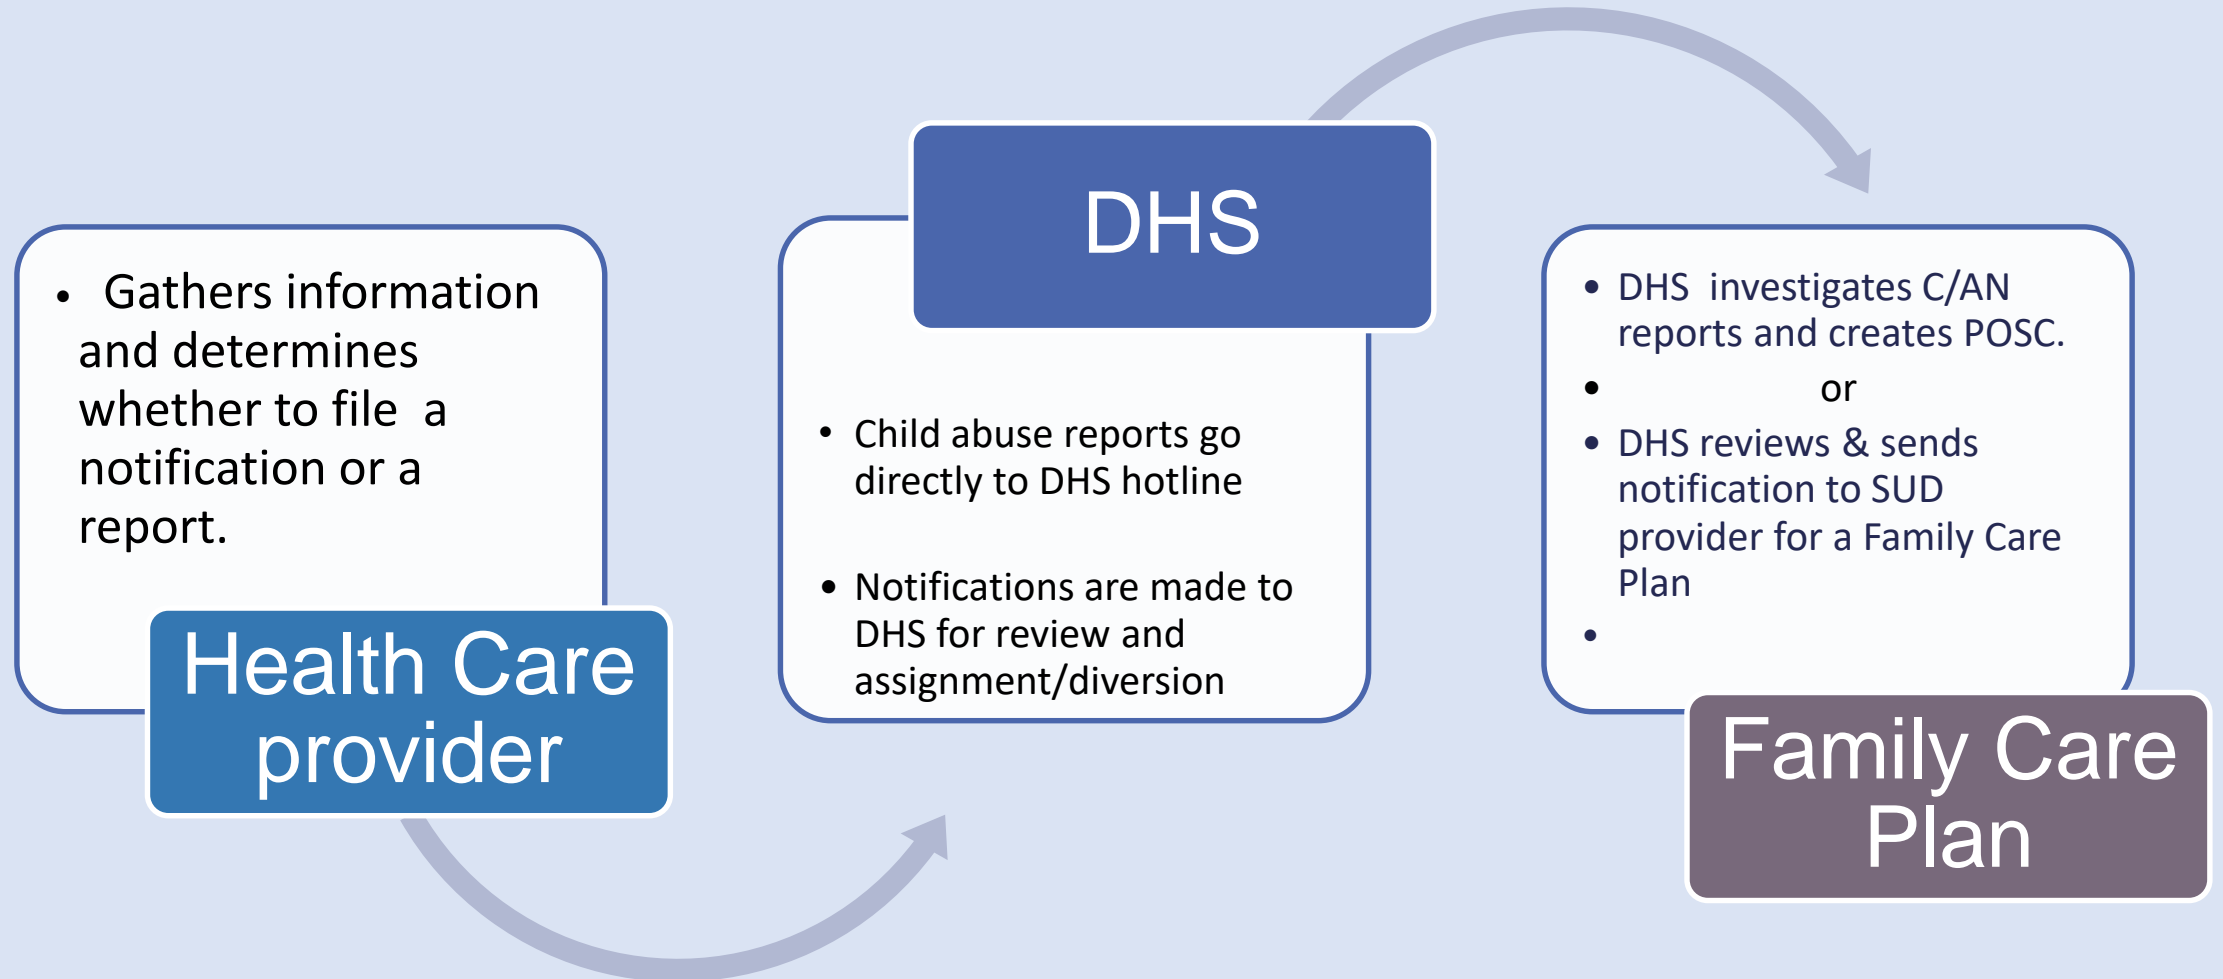 • Gathers information
and determines
whether to file a
notification or a
report.
Health Care
provider
DHS
• Child abuse reports go
directly to DHS hotline
• Notifications are made to
DHS for review and
assignment/diversion
• DHS investigates C/AN
reports and creates POSC.
• or
• DHS reviews & sends
notification to SUD
provider for a Family Care
Plan
•
Family Care
Plan